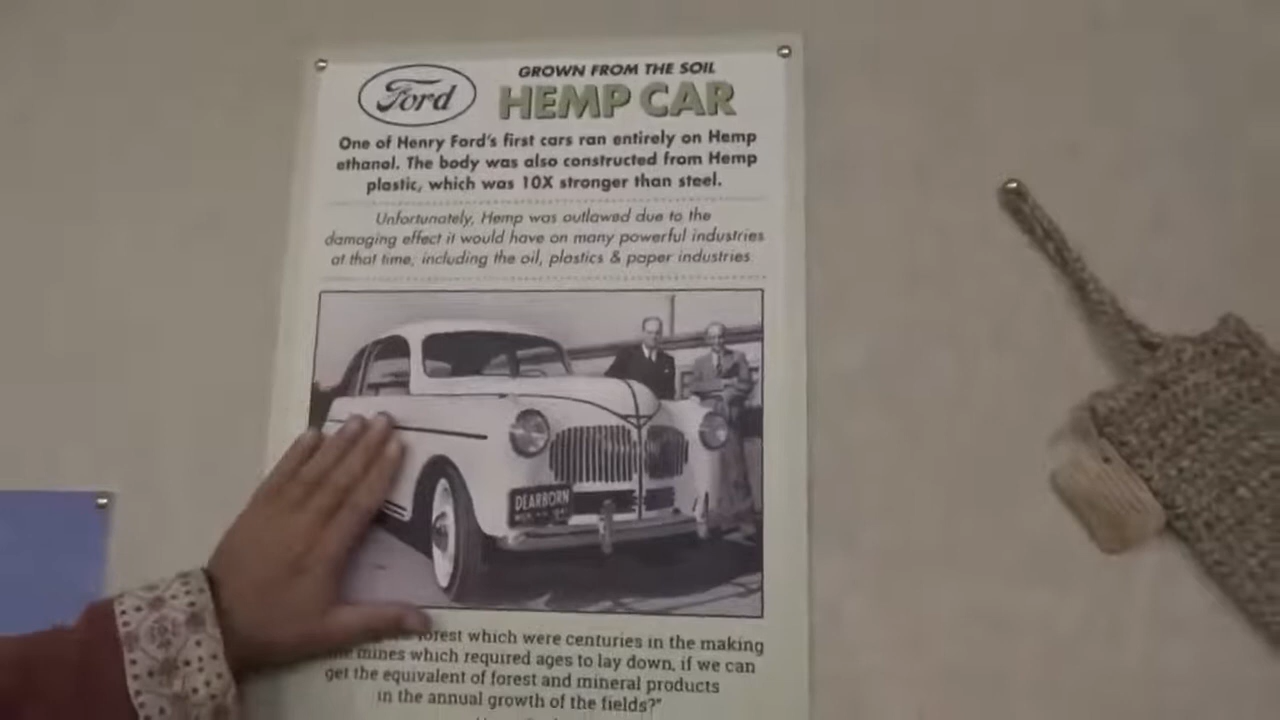 Ford
GROWN FROM THE SOIL
HEMP CAR
One of Henry Ford's first cars ran entirely on Hemp
ethanol. The body was also constructed from Hemp
plastic, which was 10X stronger than steel.
Unfortunately, Hemp was outlawed due to the
damaging effect it would have on many powerful industries
at that time, including the oil, plastics & paper industries
DEARBORN
forest which were centuries in the making
mines which required ages to lay down, if we can
get the equivalent of forest and mineral products
in the annual growth of the fields?"